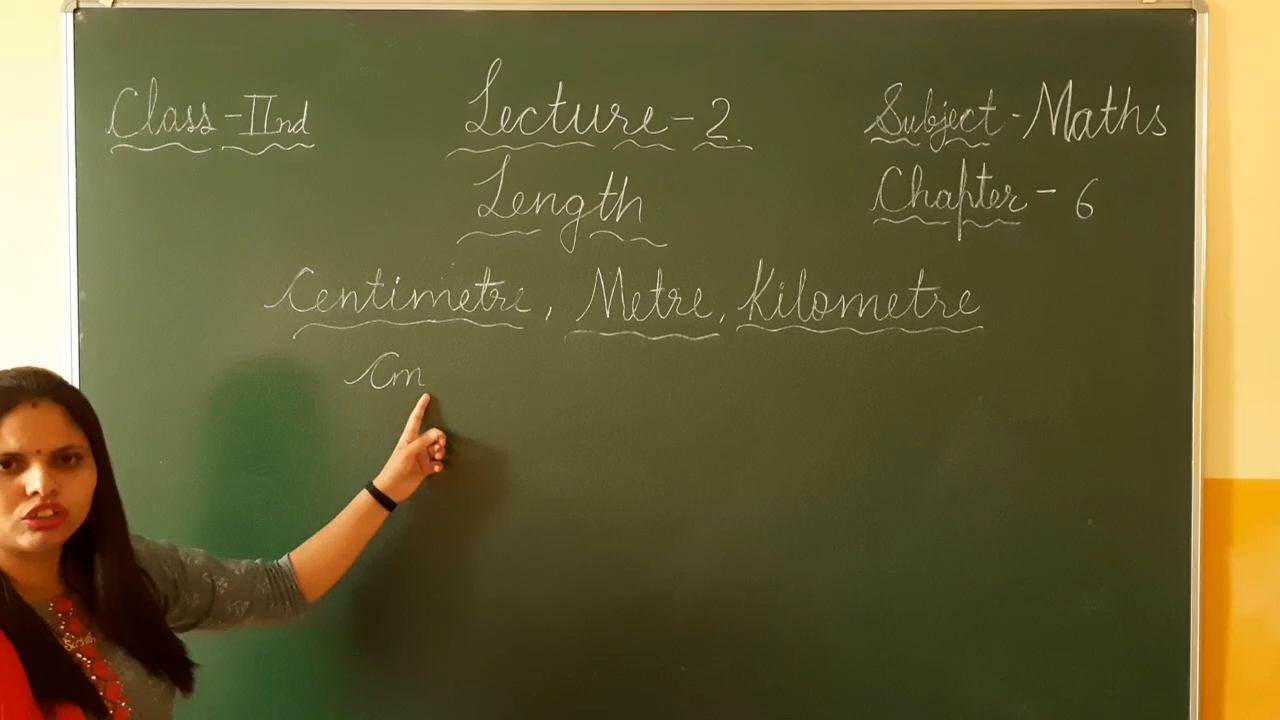 Class - IInd Lecture - 2. Subject - Maths
Length Chapter - 6
Centimetre, Metre, Kilometre
Cm